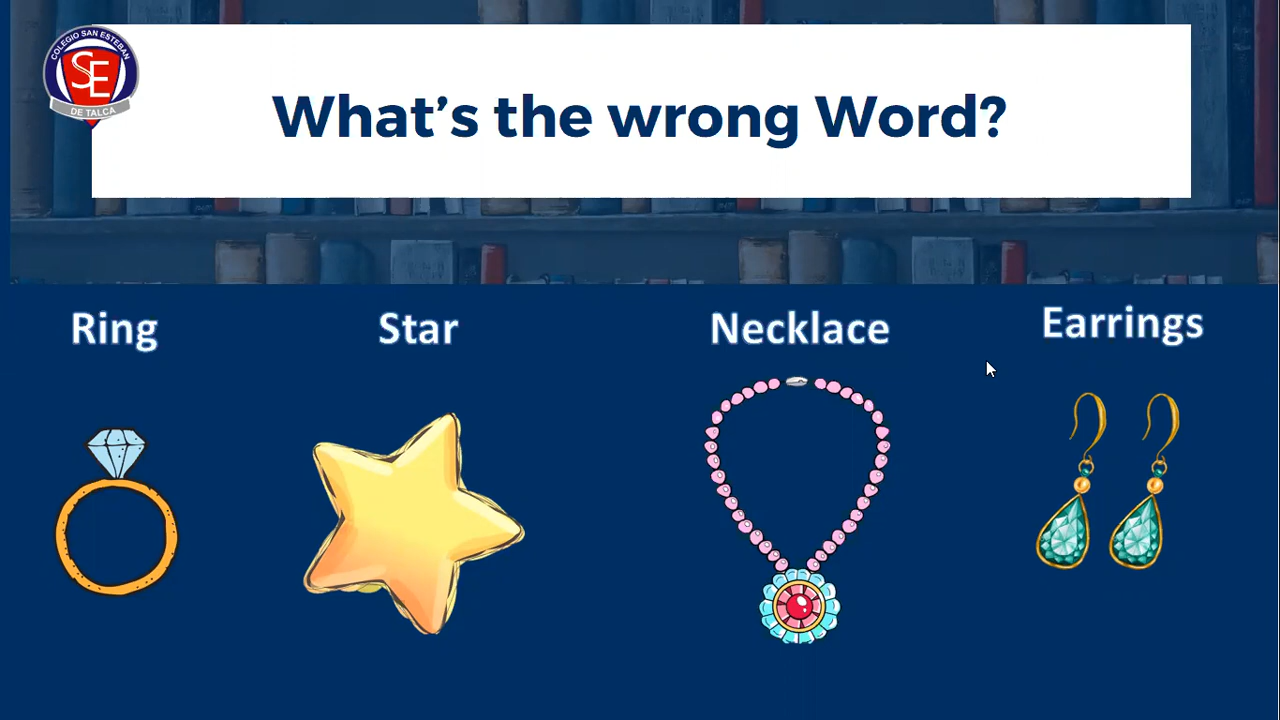 COLEGIO SAN ESTEBAN
SE
DE TALCA
What's the wrong Word?
Ring
Star
Necklace
Earrings